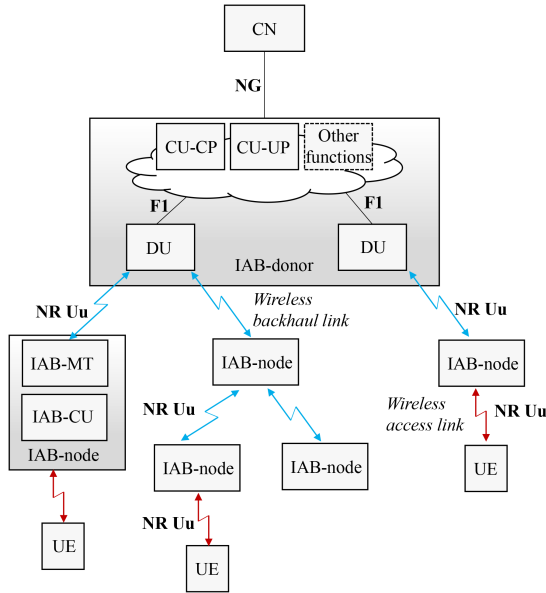 CN
NG
CU-CP
CU-UP
Other
functions
F1
F1
DU
DU
IAB-donor
NR Uu
Wireless
backhaul link
NR Uu
IAB-MT
IAB-node
IAB-node
IAB-CU
NR Uu
Wireless
access link
NR Uu
IAB-node
IAB-node
IAB-node
UE
NR Uu
UE
UE